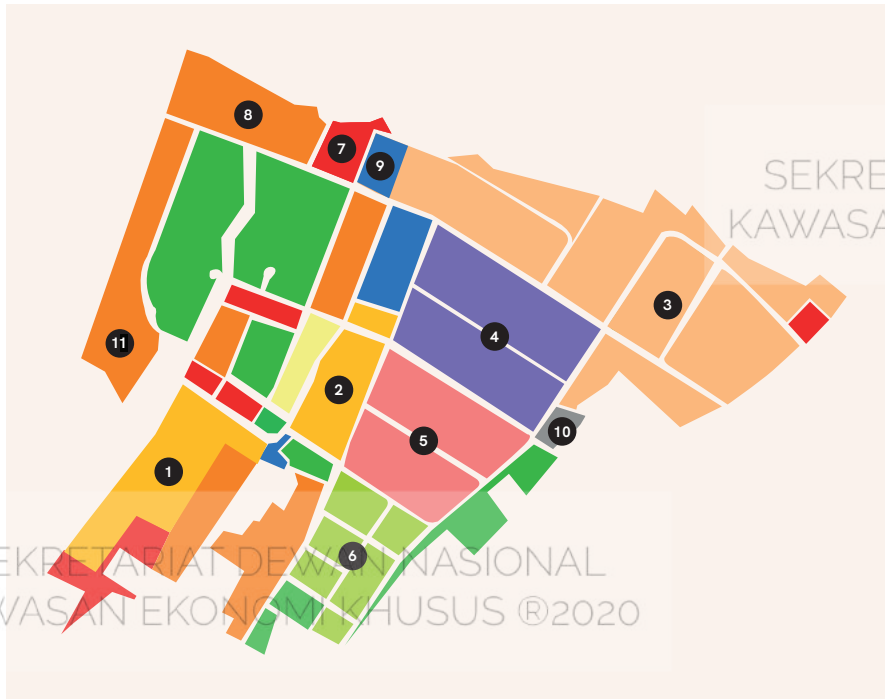 8
7
9
SEKRE
KAWASA
3
11
4
2
5
10
1
6
EKRETARIAT DEWAN NASIONAL
WASAN EKONOMI KHUSUS ®2020